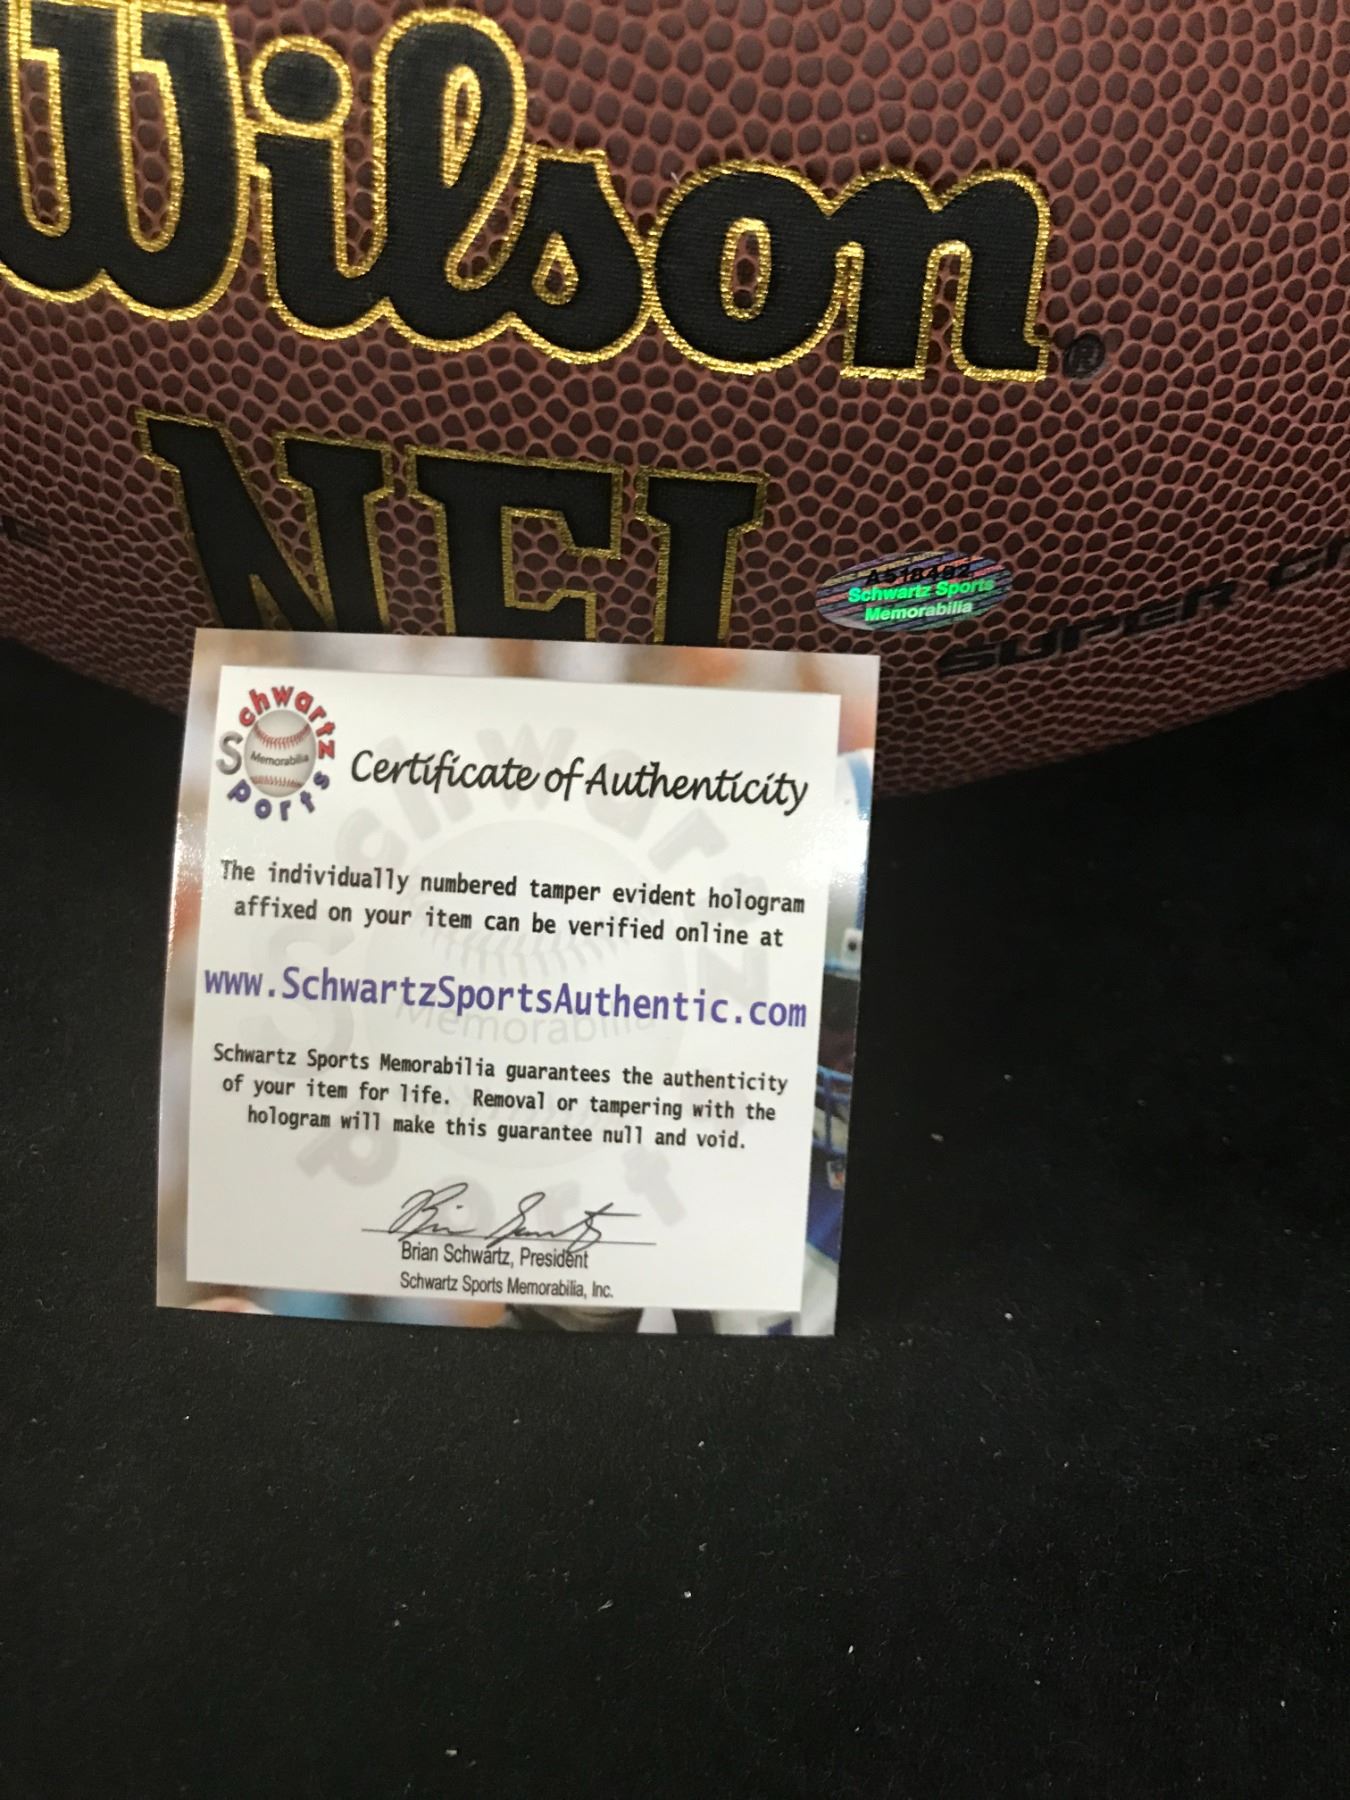 Wilson
®
NFL
A518492
Schwartz Sports
Memorabilia
SUPER
Schwartz
Sports
Memorabilia
Certificate of Authenticity
The individually numbered tamper evident hologram
affixed on your item can be verified online at
www.SchwartzSportsAuthentic.com
Schwartz Sports Memorabilia guarantees the authenticity
of your item for life. Removal or tampering with the
hologram will make this guarantee null and void.
Brian Schwartz, President
Schwartz Sports Memorabilia, Inc.